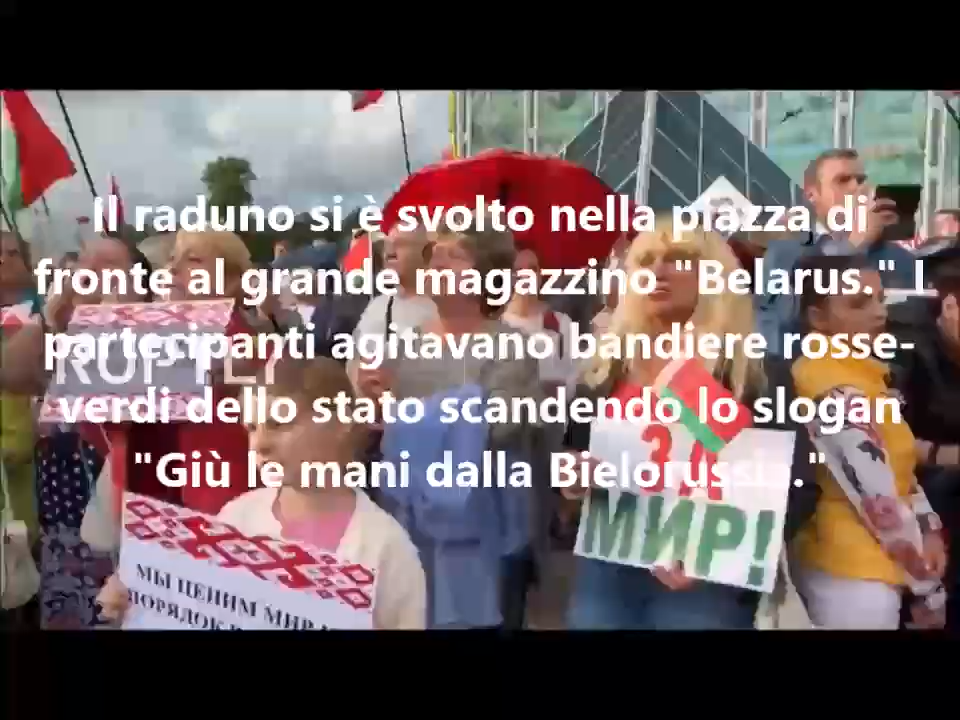 Il raduno si è svolto nella piazza di
fronte al grande magazzino "Belarus." I
partecipanti agitavano bandiere rosse-
verdi dello stato scandendo lo slogan
"Giù le mani dalla Bielorussia."
RUPTLY
ЗА
МИР!
МЫ ЦЕНИМ МИР
ПОРЯДОК